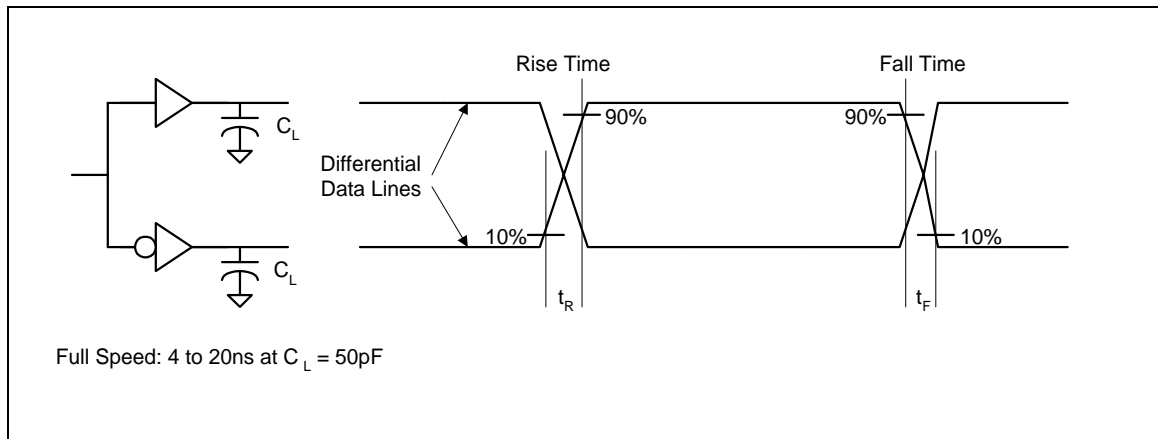 Rise Time
Fall Time
90%
90%
C_L
Differential
Data Lines
10%
10%
C_L
t_R
t_F
Full Speed: 4 to 20ns at C_L = 50pF